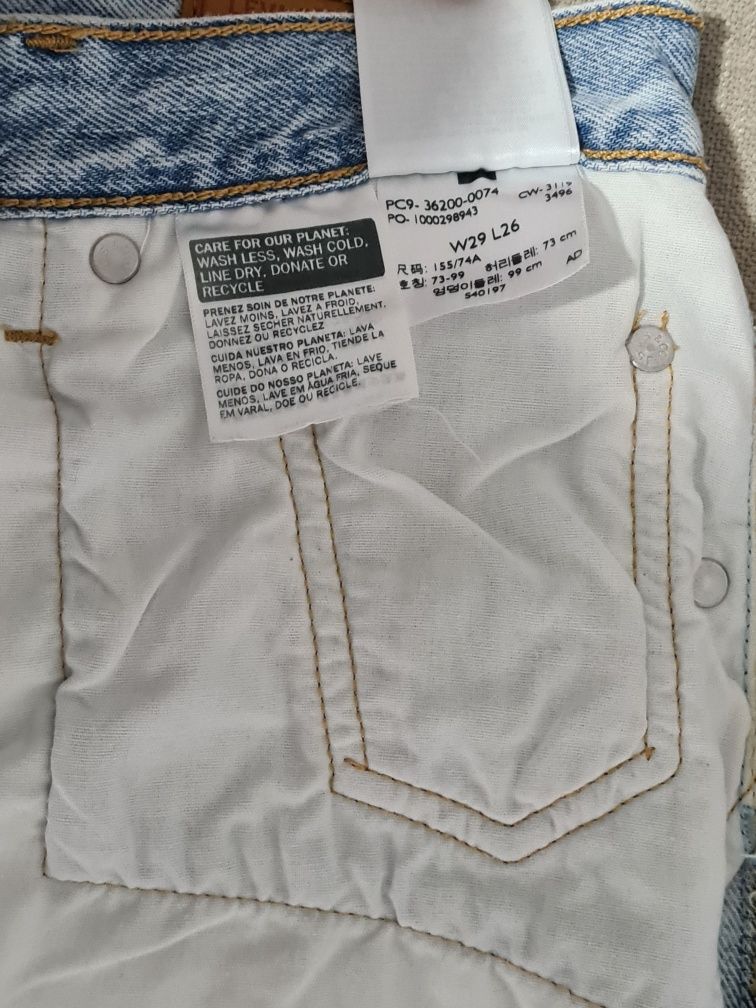 LEVI
PC9- 36200-0074
PO- 1000298943
CW- 3119
3496
W29 L26
尺码: 155/74A 허리둘레: 73 cm
호칭: 73-99 엉덩이둘레: 99 cm
540197
AD
CARE FOR OUR PLANET:
WASH LESS, WASH COLD,
LINE DRY, DONATE OR
RECYCLE
PRENEZ SOIN DE NOTRE PLANETE:
LAVEZ MOINS, LAVEZ A FROID,
LAISSEZ SECHER NATURELLEMENT,
DONNEZ OU RECYCLEZ
CUIDA NUESTRO PLANETA: LAVA
MENOS, LAVA EN FRIO, TIENDE LA
ROPA, DONA O RECICLA.
CUIDE DO NOSSO PLANETA: LAVE
MENOS, LAVE EM ÁGUA FRIA, SEQUE
EM VARAL, DOE OU RECICLE.